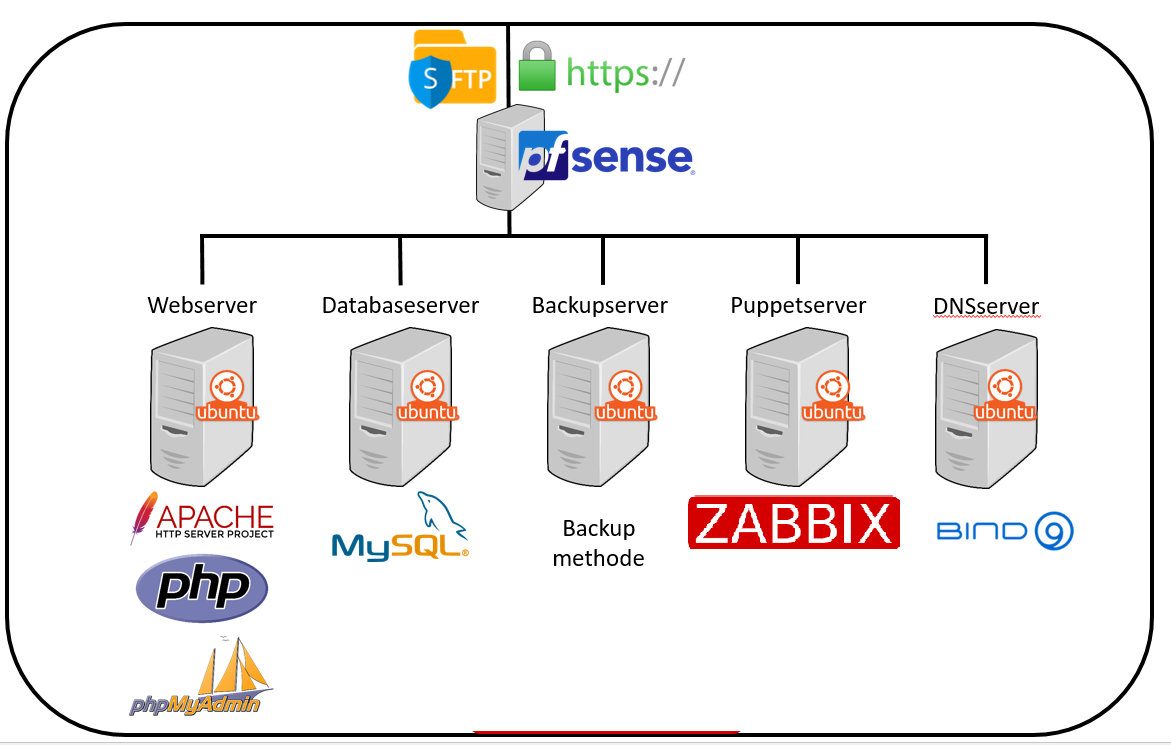 SFTP
https://
pfsense®
Webserver
Databaseserver
Backupserver
Puppetserver
DNSserver
ubuntu
ubuntu
ubuntu
ubuntu
ubuntu
APACHE
HTTP SERVER PROJECT
MySQL®
Backup
methode
ZABBIX
BIND 9
php
phpMyAdmin